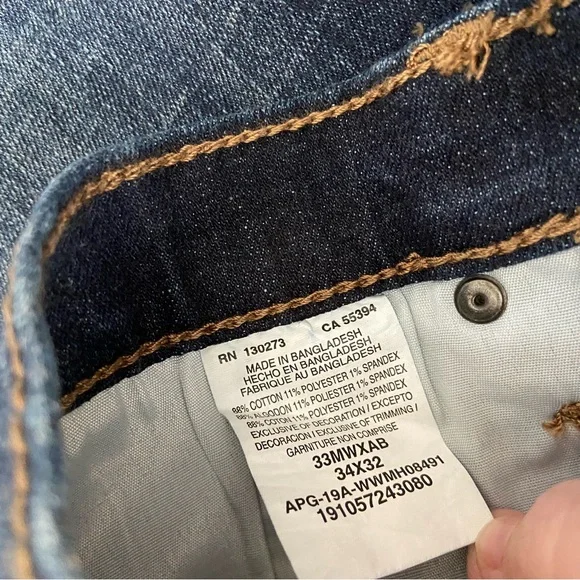 RN 130273 CA 55394
MADE IN BANGLADESH
HECHO EN BANGLADESH
FABRIQUE AU BANGLADESH
88% COTTON 11% POLYESTER 1% SPANDEX
88% ALGODON 11% POLYESTER 1% SPANDEX
88% COTON 11% POLYESTER 1% SPANDEX
EXCLUSIVE OF DECORATION / EXCEPTO
DECORACION / EXCLUSIVE OF TRIMMING /
GARNITURE NON COMPRISE
33MWXAB
34X32
APG-19A-WWMH08491
191057243080